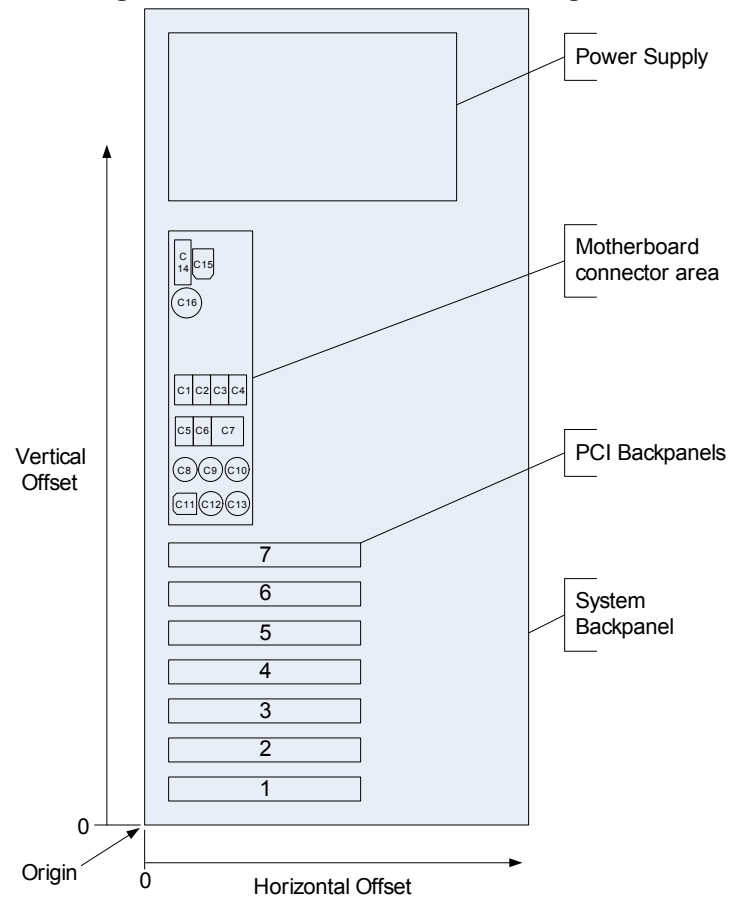 Power Supply
C
14
C15
C16
Motherboard
connector area
C1 C2 C3 C4
C5 C6 C7
C8 C9 C10
C11 C12 C13
Vertical
Offset
PCI Backpanels
7
6
5
4
3
2
1
System
Backpanel
0
Origin
0
Horizontal Offset